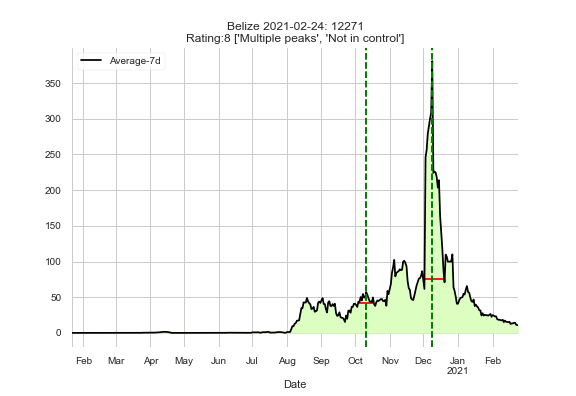 Belize 2021-02-24: 12271
Rating:8 ['Multiple peaks', 'Not in control']
Average-7d
350
300
250
200
150
100
50
0
Feb Mar Apr May Jun Jul Aug Sep Oct Nov Dec Jan Feb
2021
Date